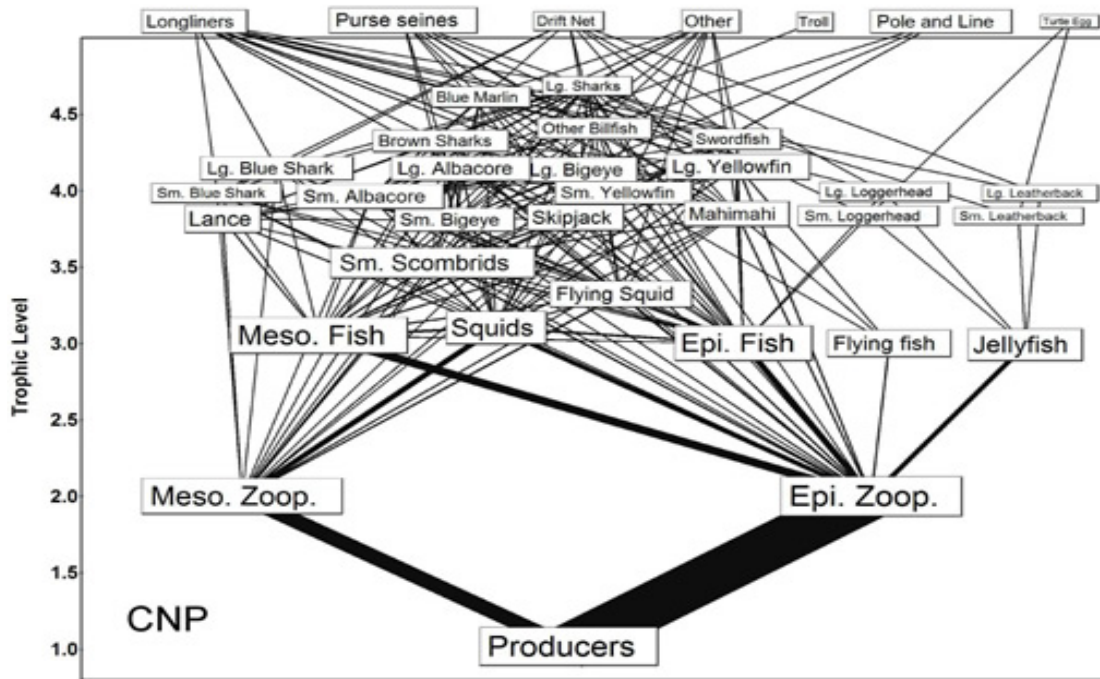 Longliners
Purse seines
Drift Net
Other
Troll
Pole and Line
Turtle Egg
Lg. Sharks
Blue Marlin
4.5
Other Billfish
Brown Sharks
Swordfish
Lg. Blue Shark
Lg. Albacore
Lg. Bigeye
Lg. Yellowfin
4.0
Sm. Blue Shark
Sm. Albacore
Sm. Yellowfin
Lg. Loggerhead
Lg. Leatherback
Lance
Sm. Bigeye
Skipjack
Mahimahi
Sm. Loggerhead
Sm. Leatherback
3.5
Sm. Scombrids
Flying Squid
Trophic Level
3.0
Meso. Fish
Squids
Epi. Fish
Flying fish
Jellyfish
2.5
2.0
Meso. Zoop.
Epi. Zoop.
1.5
CNP
1.0
Producers